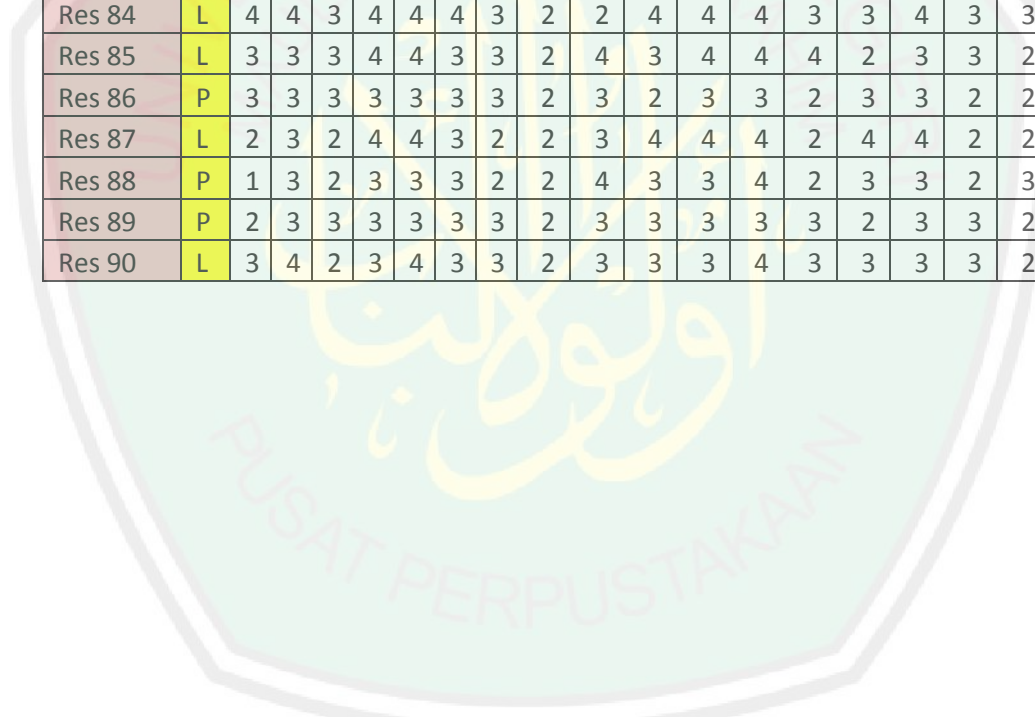 Res 84 L 4 4 3 4 4 4 3 2 2 4 4 4 3 3 4 3 3
Res 85 L 3 3 3 4 4 3 3 2 4 3 4 4 4 2 3 3 2
Res 86 P 3 3 3 3 3 3 3 2 3 2 3 3 2 3 3 2 2
Res 87 L 2 3 2 4 4 3 2 2 3 4 4 4 2 4 4 2 2
Res 88 P 1 3 2 3 3 3 2 2 4 3 3 4 2 3 3 2 3
Res 89 P 2 3 3 3 3 3 3 2 3 3 3 3 3 2 3 3 2
Res 90 L 3 4 2 3 4 3 3 2 3 3 3 4 3 3 3 3 2
PUSAT PERPUSTAKAAN